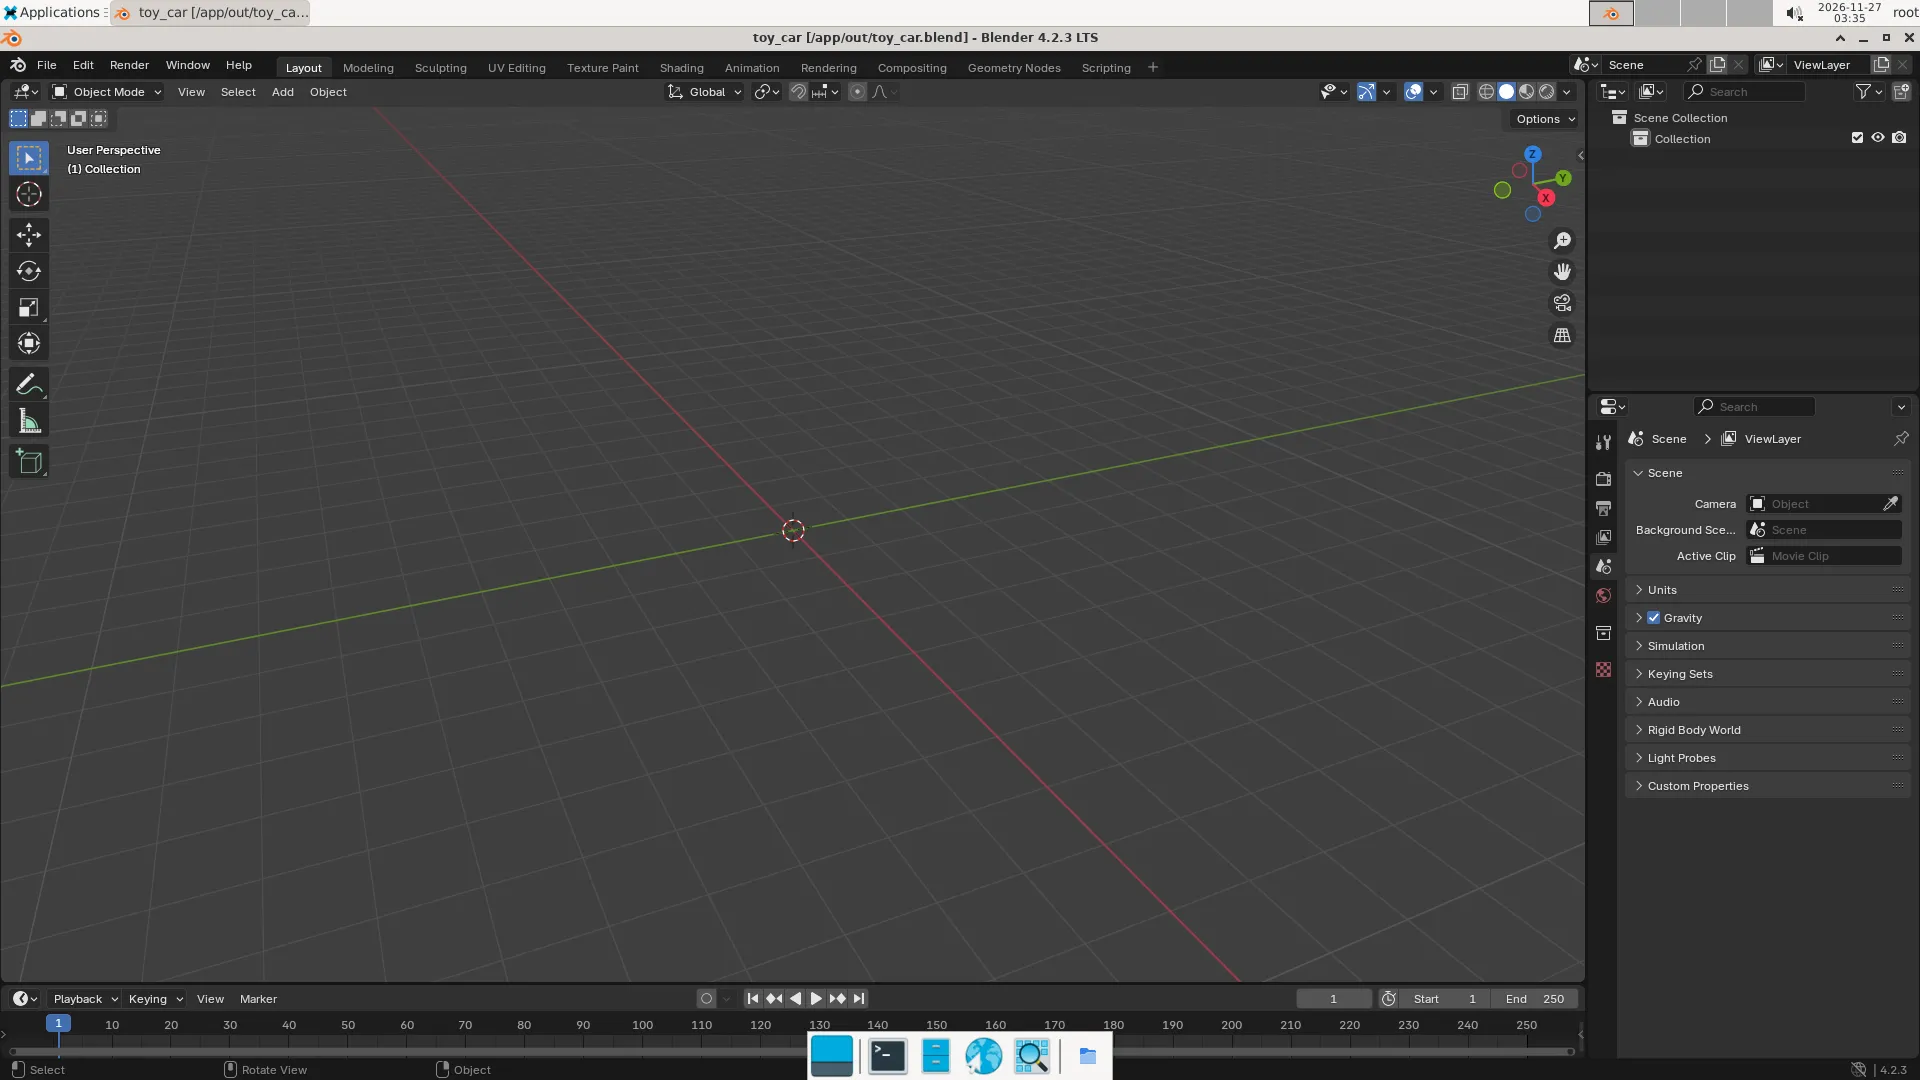 Applications
toy_car [/app/out/toy_ca...
2026-11-27
03:35
root
toy_car [/app/out/toy_car.blend] - Blender 4.2.3 LTS
File Edit Render Window Help
Layout Modeling Sculpting UV Editing Texture Paint Shading Animation Rendering Compositing Geometry Nodes Scripting
Scene
ViewLayer
Object Mode View Select Add Object
Global
Search
Options
Scene Collection
Collection
User Perspective
(1) Collection
Z
Y
X
Search
Scene ViewLayer
Scene
Camera Object
Background Sce... Scene
Active Clip Movie Clip
Units
Gravity
Simulation
Keying Sets
Audio
Rigid Body World
Light Probes
Custom Properties
Playback Keying View Marker
1
Start 1
End 250
1 10 20 30 40 50 60 70 80 90 100 110 120 130 140 150 160 170 180 190 200 210 220 230 240 250
Select
Rotate View
Object
4.2.3